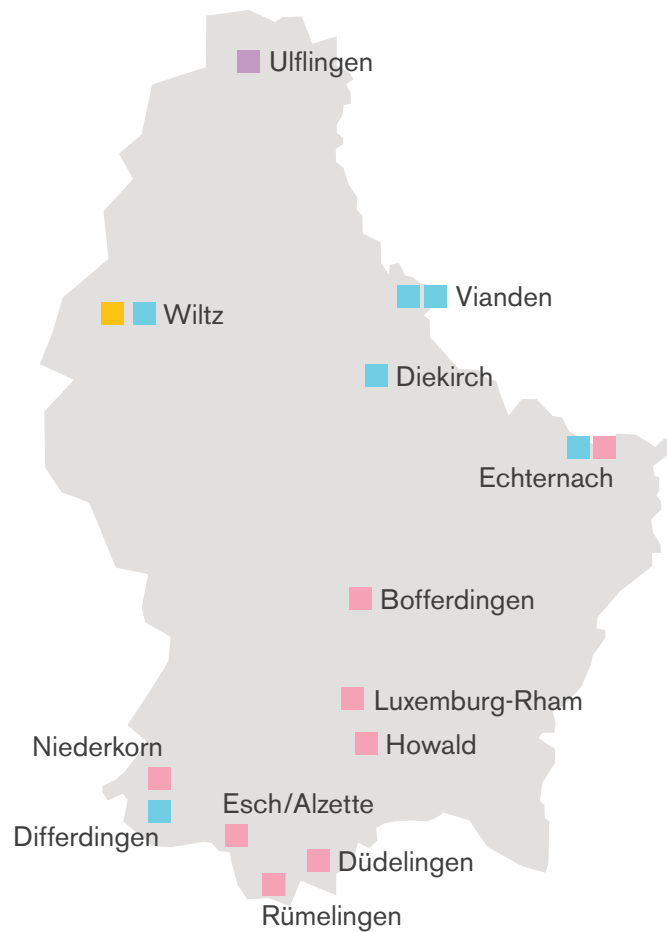 Ulflingen
Vianden
Wiltz
Diekirch
Echternach
Bofferdingen
Luxemburg-Rham
Howald
Niederkorn
Esch/Alzette
Differdingen
Düdelingen
Rümelingen